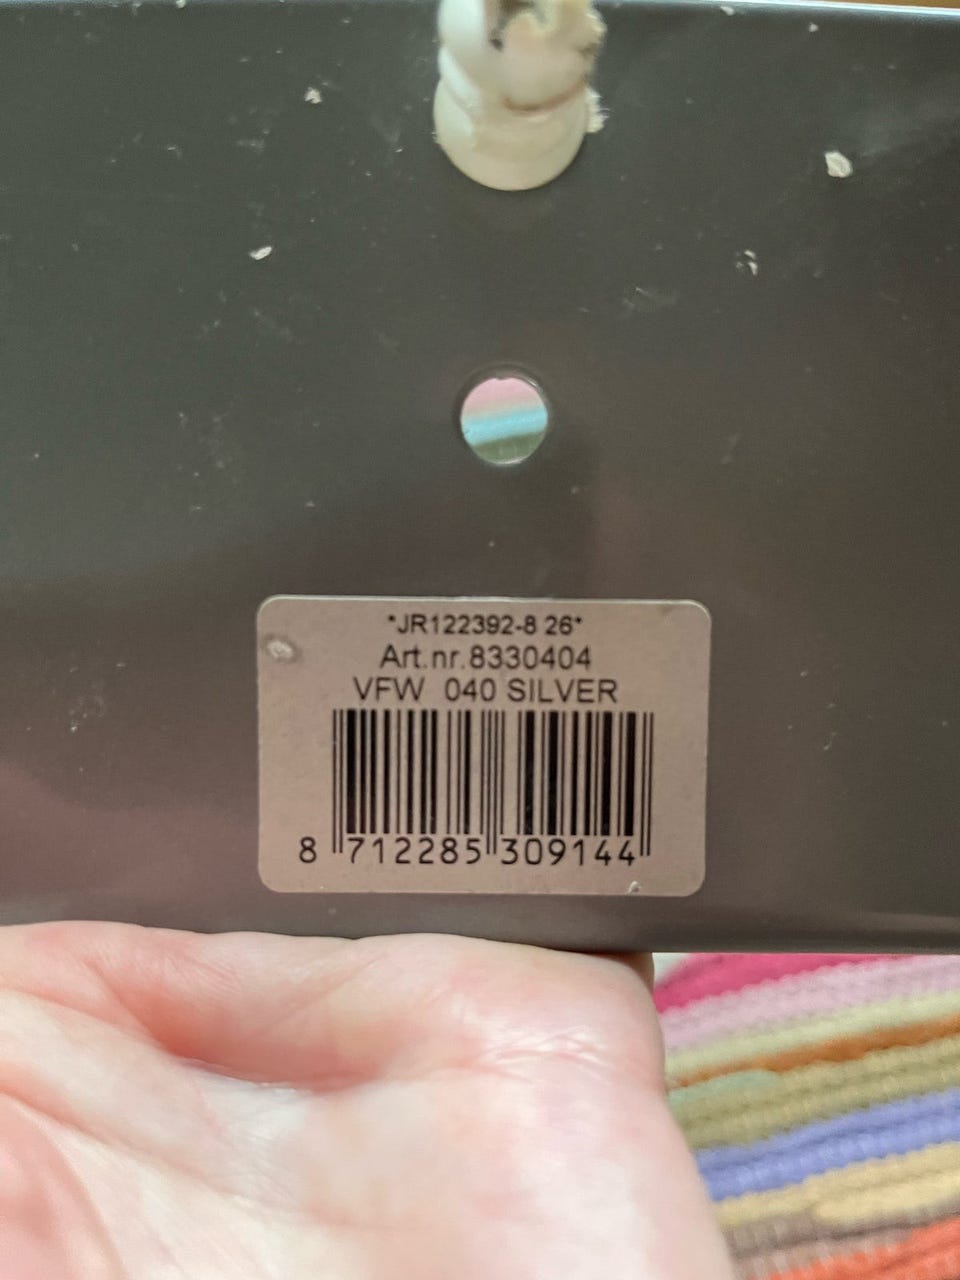 *JR122392-8 26*
Art.nr.8330404
VFW 040 SILVER
8 712285 309144